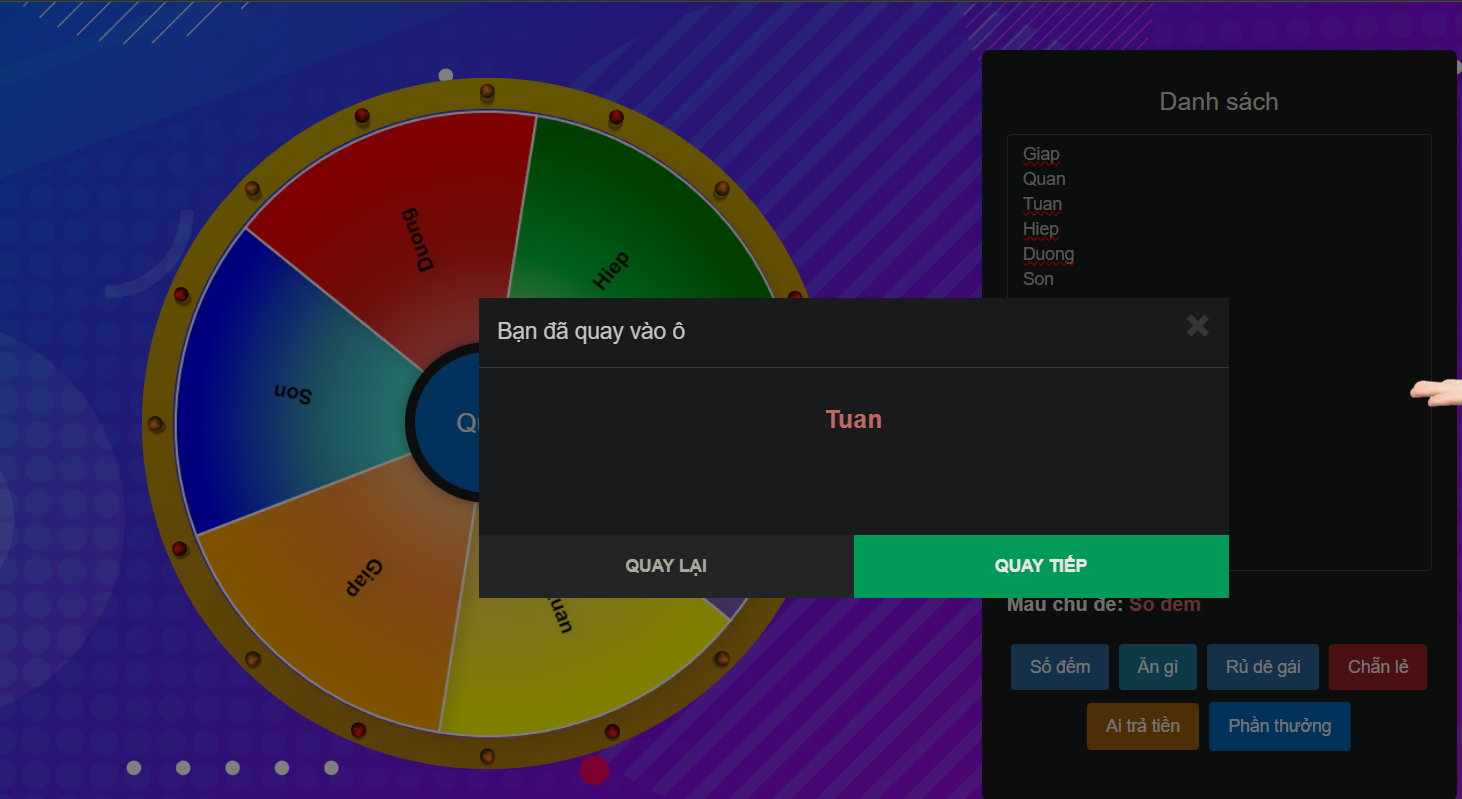 Danh sách
Giap
Quan
Tuan
Hiep
Duong
Son
Duong
Hiep
Son
Giap
Bạn đã quay vào ô
Tuan
QUAY LẠI
QUAY TIẾP
Mẫu chủ đề: Số đếm
Số đếm
Ăn gì
Rủ dê gái
Chẵn lẻ
Ai trả tiền
Phần thưởng